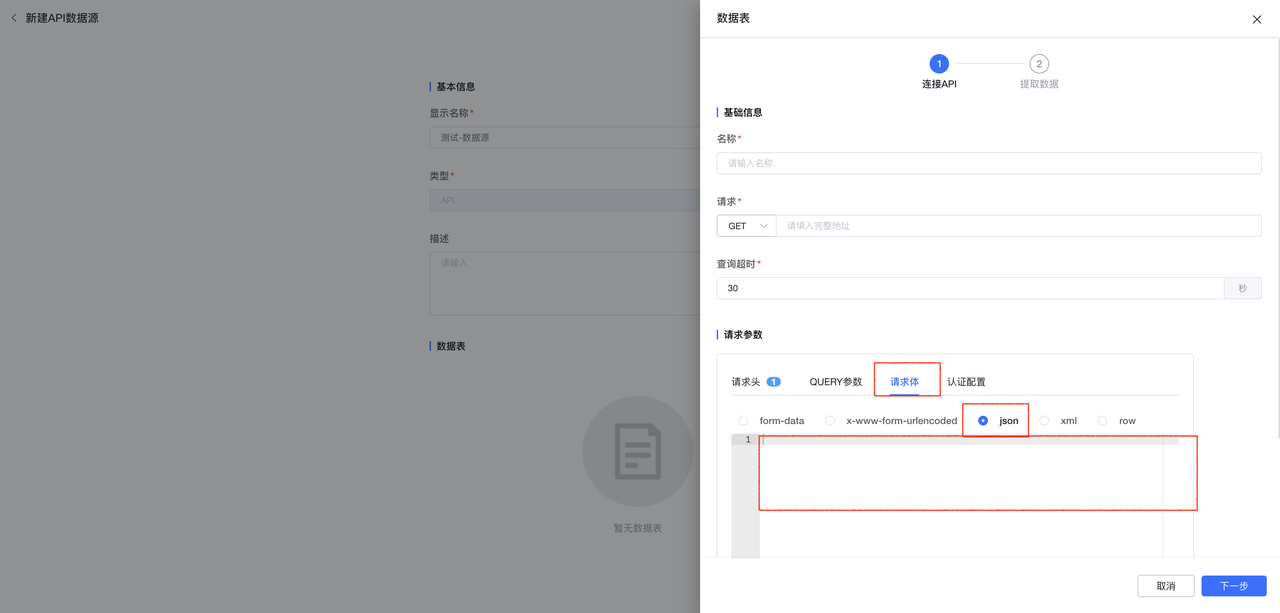 新建API数据源
基本信息
显示名称*
测试-数据源
类型*
API
描述
请输入
数据表
暂无数据表
数据表
1
2
连接API
提取数据
基础信息
名称*
请输入名称
请求*
GET
请填入完整地址
查询超时*
30
秒
请求参数
请求头 1
QUERY参数
请求体
认证配置
form-data
x-www-form-urlencoded
json
xml
row
1
取消
下一步